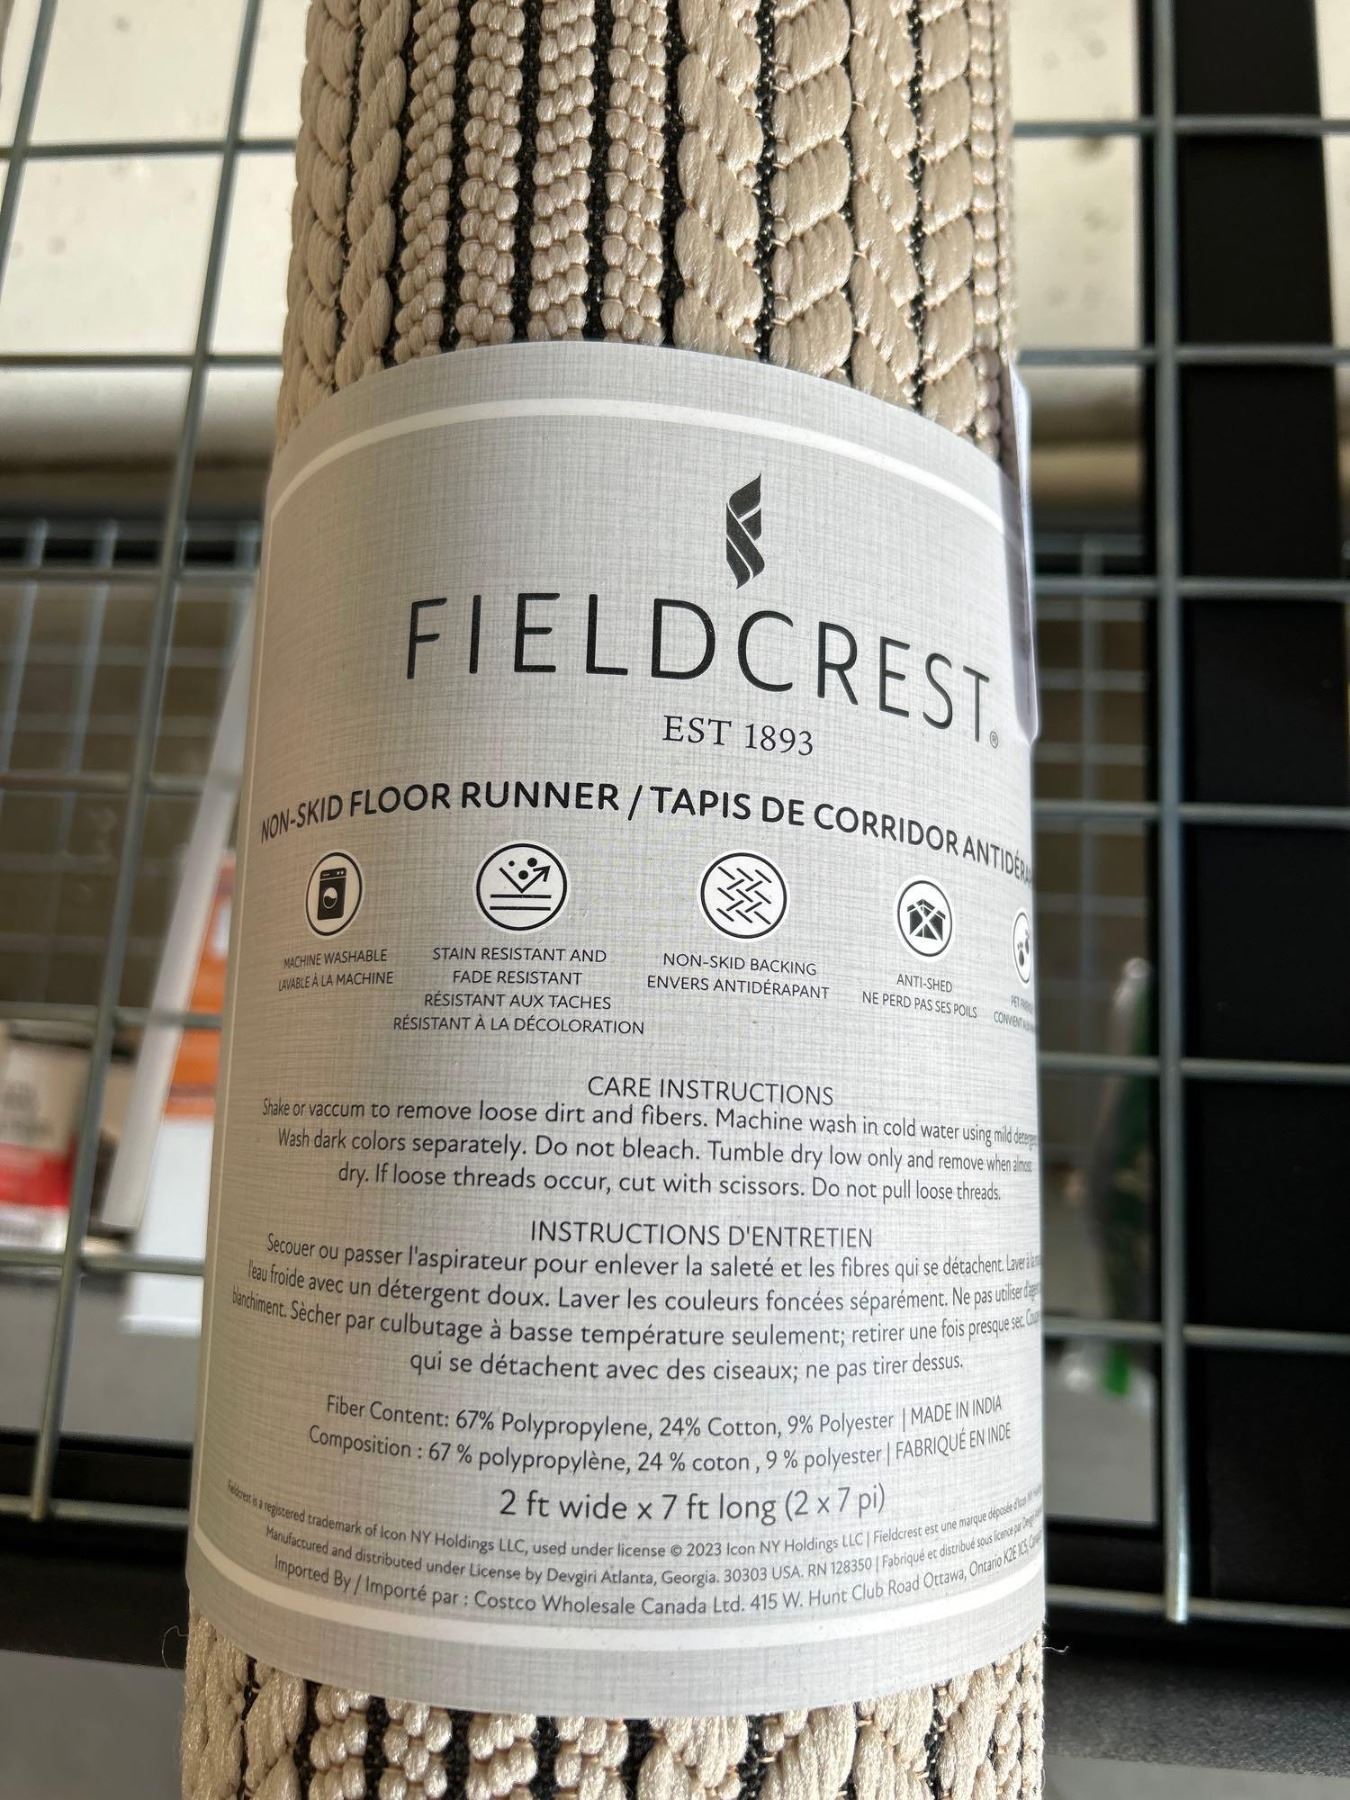 FIELDCREST®
EST 1893
NON-SKID FLOOR RUNNER / TAPIS DE CORRIDOR
MACHINE WASHABLE
LAVABLE À LA MACHINE
STAIN RESISTANT AND
FADE RESISTANT
RÉSISTANT AUX TACHES
RÉSISTANT À LA DÉCOLORATION
NON-SKID BACKING
ENVERS ANTIDÉRAPANT
ANTI-SHED
NE PERD PAS SES POILS
CARE INSTRUCTIONS
Shake or vaccum to remove loose dirt and fibers. Machine wash in cold water using mild
Wash dark colors separately. Do not bleach. Tumble dry low only and remove when almost
dry. If loose threads occur, cut with scissors. Do not pull loose threads.
INSTRUCTIONS D'ENTRETIEN
Secouer ou passer l'aspirateur pour enlever la saleté et les fibres qui se détachent. Laver à la
l'eau froide avec un détergent doux. Laver les couleurs foncées séparément. Ne pas utiliser
blanchiment. Sècher par culbutage à basse température seulement; retirer une fois presque sec.
qui se détachent avec des ciseaux; ne pas tirer dessus.
Fiber Content: 67% Polypropylene, 24% Cotton, 9% Polyester | MADE IN INDIA
Composition : 67 % polypropylène, 24 % coton , 9 % polyester | FABRIQUÉ EN INDE
2 ft wide x 7 ft long (2 x 7 pi)
Fieldcrest is a registered trademark of Icon NY Holdings LLC, used under license © 2023 Icon NY Holdings LLC | Fieldcrest est une marque déposée d'Icon NY
Manufactured and distributed under License by Devgiri Atlanta, Georgia. 30303 USA. RN 128350 | Fabriqué et distribué sous licence par Devgiri
Imported By / Importé par : Costco Wholesale Canada Ltd. 415 W. Hunt Club Road Ottawa, Ontario K2E 1C5,